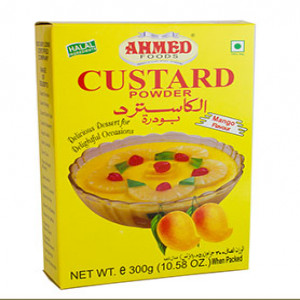 HALAL
AHMED
FOODS
CUSTARD
POWDER
الكاسترد
بودرة
Mango
Flavour
Delicious Dessert for
Delightful Occasions
NET WT. e 300g (10.58 OZ.) When Packed